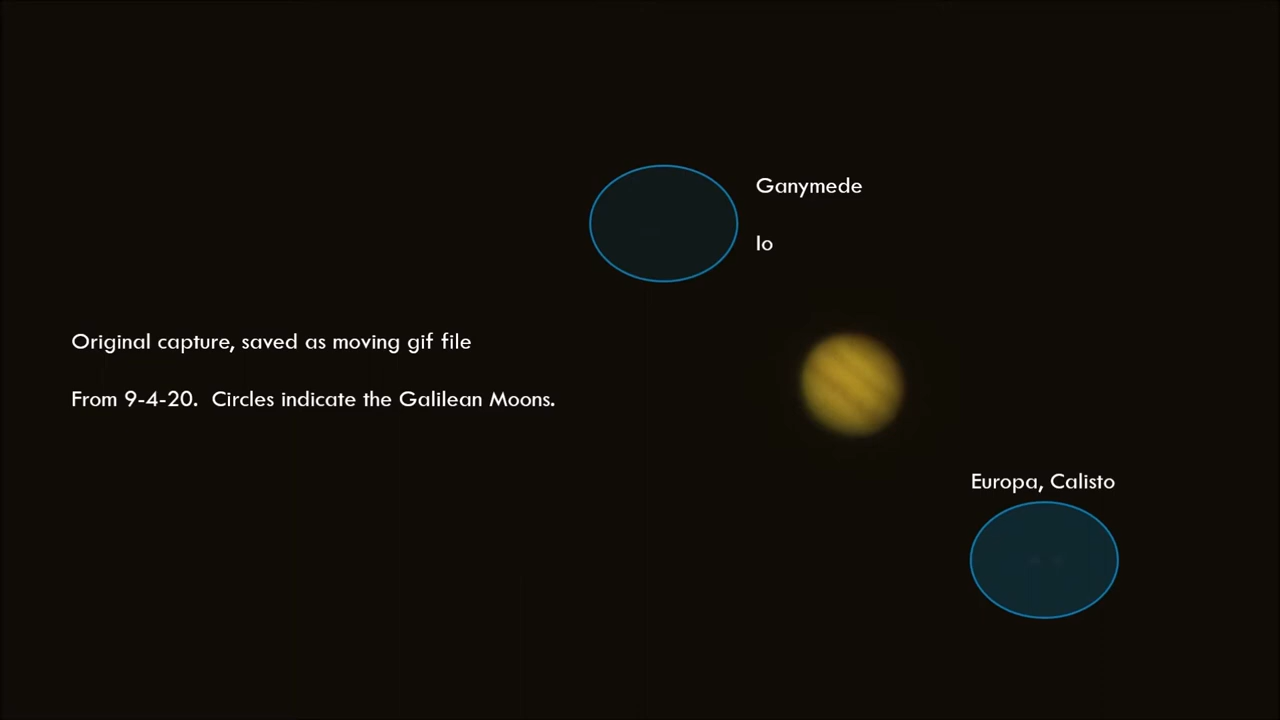 Ganymede
Io
Original capture, saved as moving gif file
From 9-4-20.  Circles indicate the Galilean Moons.
Europa, Calisto